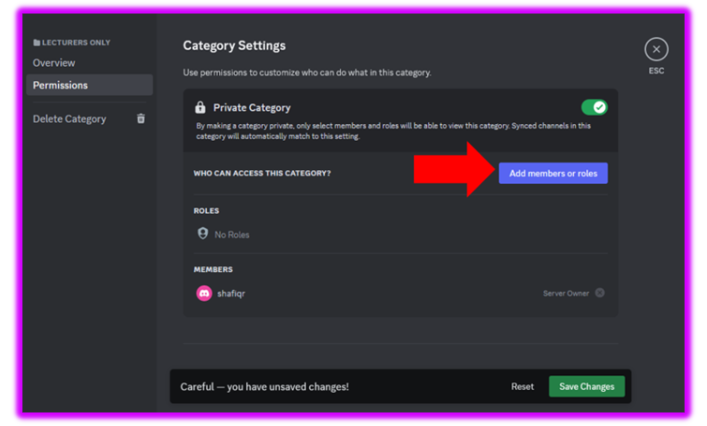 LECTURERS ONLY
Overview
Permissions
Delete Category
Category Settings
Use permissions to customize who can do what in this category.
ESC
Private Category
By making a category private, only select members and roles will be able to view this category. Synced channels in this
category will automatically match to this setting.
WHO CAN ACCESS THIS CATEGORY?
Add members or roles
ROLES
No Roles
MEMBERS
shafiqr
Server Owner
Careful — you have unsaved changes!
Reset
Save Changes